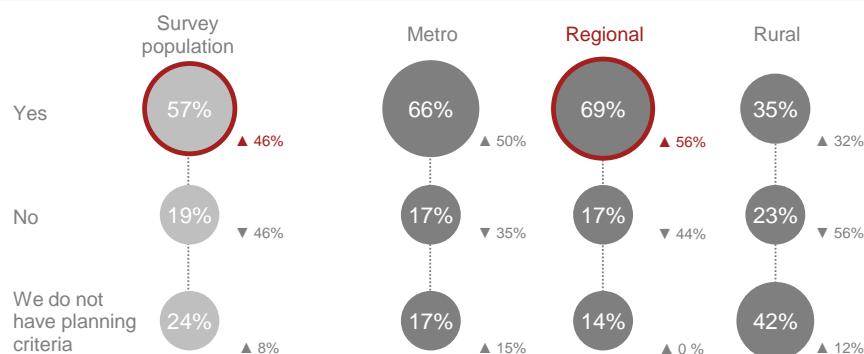 Survey
population
Metro
Regional
Rural
Yes
57%
▲ 46%
66%
▲ 50%
69%
▲ 56%
35%
▲ 32%
No
19%
▼ 46%
17%
▼ 35%
17%
▼ 44%
23%
▼ 56%
We do not
have planning
criteria
24%
▲ 8%
17%
▲ 15%
14%
▲ 0 %
42%
▲ 12%